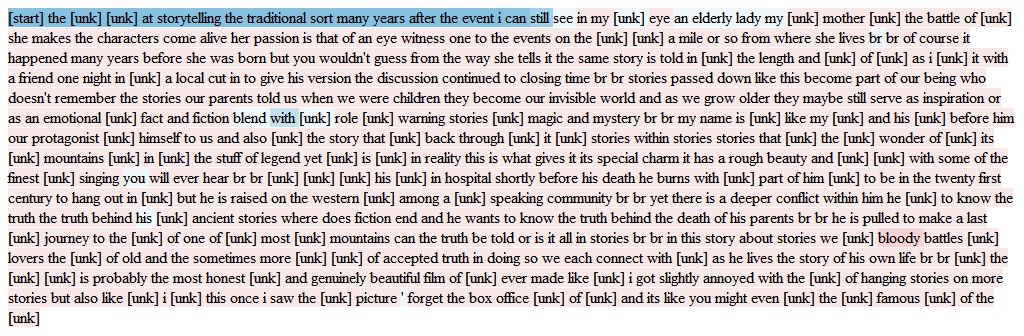 [start] the [unk] [unk] at storytelling the traditional sort many years after the event i can still see in my [unk] eye an elderly lady my [unk] mother [unk] the battle of [unk]
she makes the characters come alive her passion is that of an eye witness one to the events on the [unk] [unk] a mile or so from where she lives br br of course it
happened many years before she was born but you wouldn't guess from the way she tells it the same story is told in [unk] the length and [unk] of [unk] as i [unk] it with
a friend one night in [unk] a local cut in to give his version the discussion continued to closing time br br stories passed down like this become part of our being who
doesn't remember the stories our parents told us when we were children they become our invisible world and as we grow older they maybe still serve as inspiration or
as an emotional [unk] fact and fiction blend with [unk] role [unk] warning stories [unk] magic and mystery br br my name is [unk] like my [unk] and his [unk] before him
our protagonist [unk] himself to us and also [unk] the story that [unk] back through [unk] it [unk] stories within stories stories that [unk] the [unk] wonder of [unk] its
[unk] mountains [unk] in [unk] the stuff of legend yet [unk] is [unk] in reality this is what gives it its special charm it has a rough beauty and [unk] [unk] with some of the
finest [unk] singing you will ever hear br br [unk] [unk] [unk] his [unk] in hospital shortly before his death he burns with [unk] part of him [unk] to be in the twenty first
century to hang out in [unk] but he is raised on the western [unk] among a [unk] speaking community br br yet there is a deeper conflict within him he [unk] to know the
truth the truth behind his [unk] ancient stories where does fiction end and he wants to know the truth behind the death of his parents br br he is pulled to make a last
[unk] journey to the [unk] of one of [unk] most [unk] mountains can the truth be told or is it all in stories br br in this story about stories we [unk] bloody battles [unk]
lovers the [unk] of old and the sometimes more [unk] [unk] of accepted truth in doing so we each connect with [unk] as he lives the story of his own life br br [unk] the
[unk] [unk] is probably the most honest [unk] and genuinely beautiful film of [unk] ever made like [unk] i got slightly annoyed with the [unk] of hanging stories on more
stories but also like [unk] i [unk] this once i saw the [unk] picture ' forget the box office [unk] of [unk] and its like you might even [unk] the [unk] famous [unk] of the
[unk]